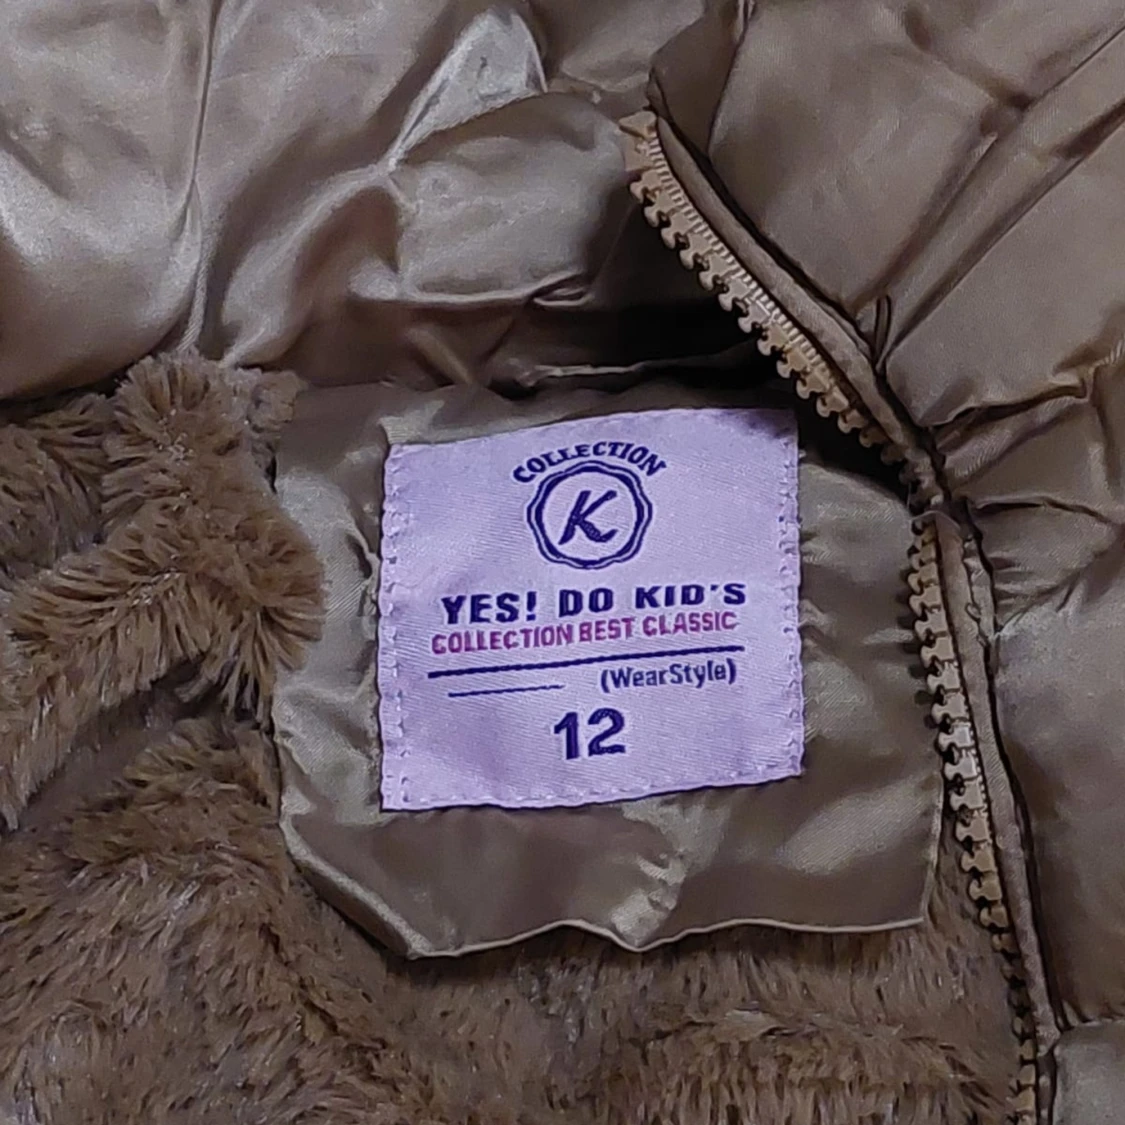 COLLECTION
K
YES! DO KID'S
COLLECTION BEST CLASSIC
(WearStyle)
12